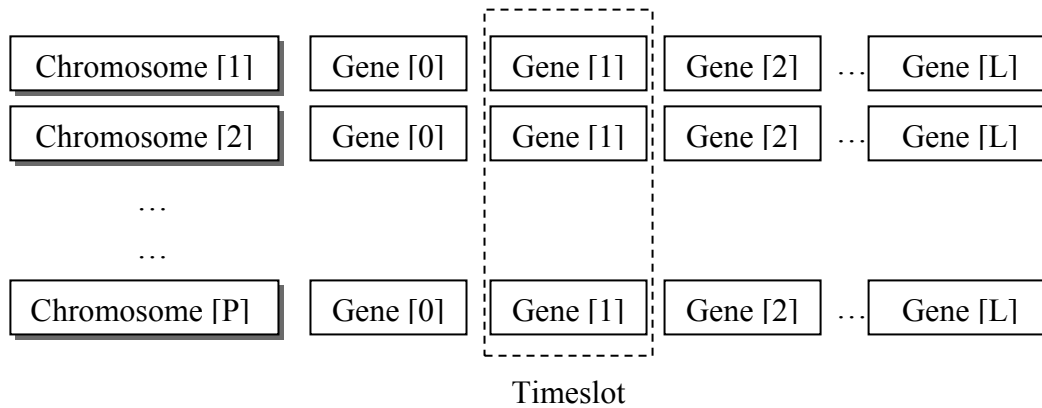 Chromosome [1] Gene [0] Gene [1] Gene [2] … Gene [L]
Chromosome [2] Gene [0] Gene [1] Gene [2] … Gene [L]
…
…
Chromosome [P] Gene [0] Gene [1] Gene [2] … Gene [L]
Timeslot